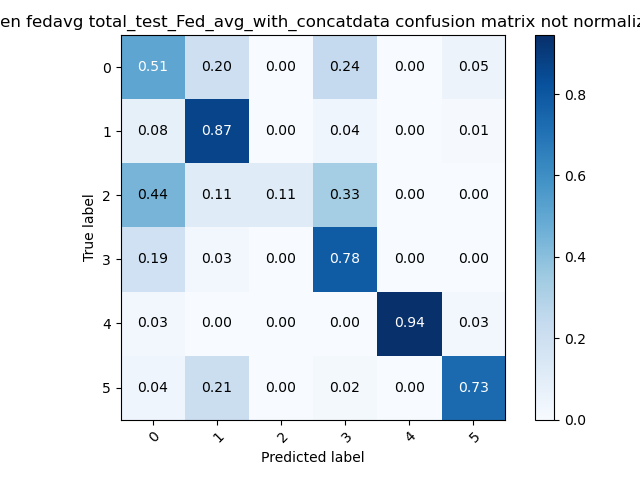 en fedavg total_test_Fed_avg_with_concatdata confusion matrix not normaliz
0 0.51 0.20 0.00 0.24 0.00 0.05
1 0.08 0.87 0.00 0.04 0.00 0.01
2 0.44 0.11 0.11 0.33 0.00 0.00
3 0.19 0.03 0.00 0.78 0.00 0.00
4 0.03 0.00 0.00 0.00 0.94 0.03
5 0.04 0.21 0.00 0.02 0.00 0.73
0 1 2 3 4 5
True label
Predicted label
0.8
0.6
0.4
0.2
0.0